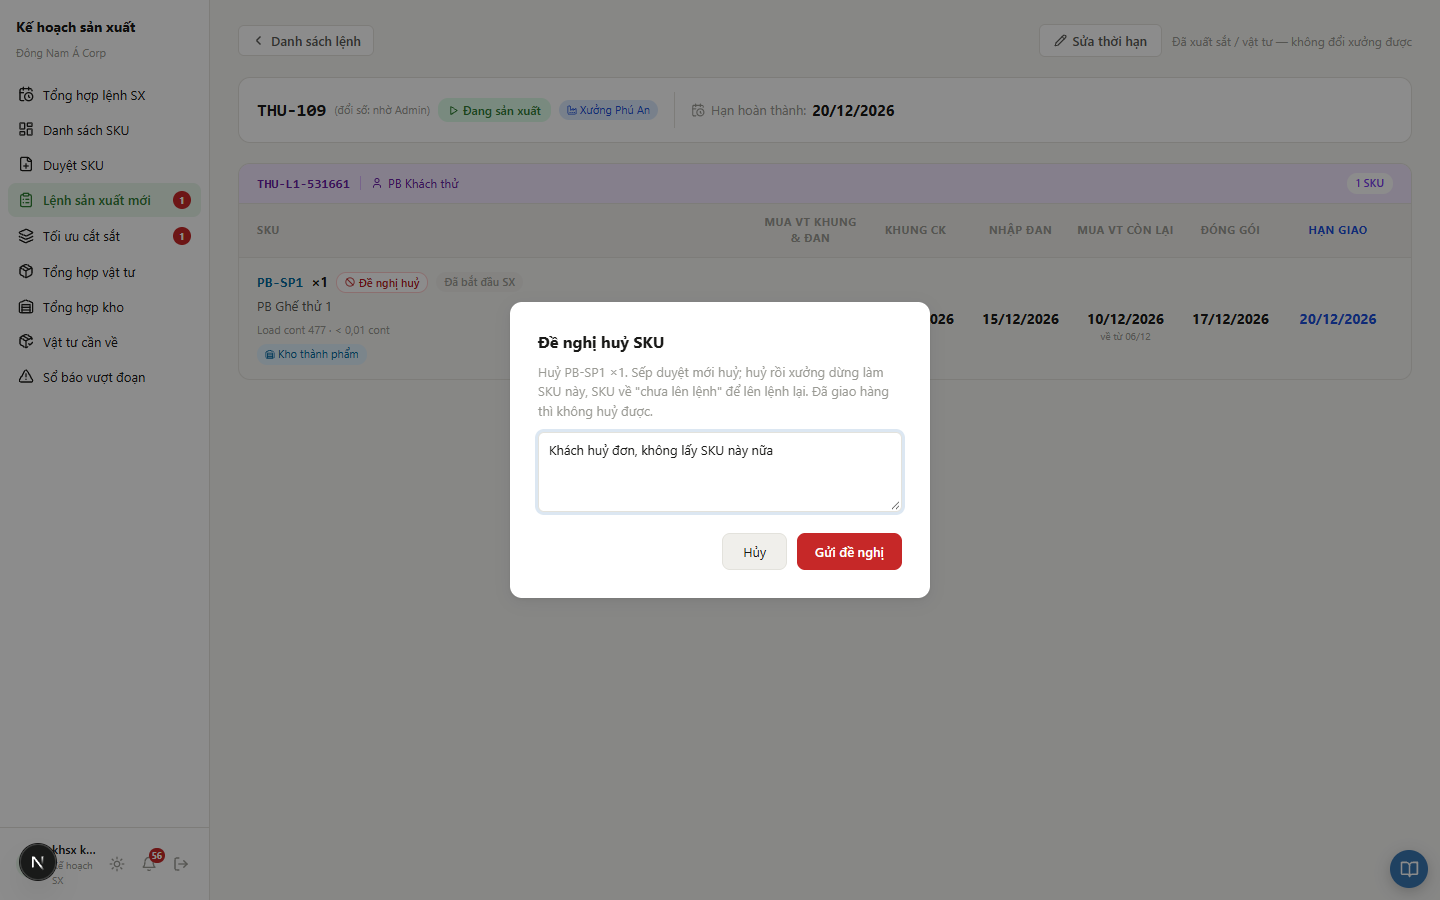 Kế hoạch sản xuất
Đông Nam Á Corp
Tổng hợp lệnh SX
Danh sách SKU
Duyệt SKU
Lệnh sản xuất mới 1
Tối ưu cắt sắt 1
Tổng hợp vật tư
Tổng hợp kho
Vật tư cần về
Sổ báo vượt đoạn
khsx k...
kế hoạch
SX
N
56
Danh sách lệnh
Sửa thời hạn
Đã xuất sắt / vật tư — không đổi xưởng được
THU-109 (đổi số: nhờ Admin) Đang sản xuất Xưởng Phú An Hạn hoàn thành: 20/12/2026
THU-L1-531661 PB Khách thử 1 SKU
SKU MUA VT KHUNG & ĐAN KHUNG CK NHẬP ĐAN MUA VT CÒN LẠI ĐÓNG GÓI HẠN GIAO
PB-SP1 ×1 Đề nghị huỷ Đã bắt đầu SX
PB Ghế thử 1
Load cont 477 · < 0,01 cont
Kho thành phẩm
026 15/12/2026 10/12/2026 17/12/2026 20/12/2026
về từ 06/12
Đề nghị huỷ SKU
Huỷ PB-SP1 ×1. Sếp duyệt mới huỷ; huỷ rồi xưởng dừng làm
SKU này, SKU về "chưa lên lệnh" để lên lệnh lại. Đã giao hàng
thì không huỷ được.
Khách huỷ đơn, không lấy SKU này nữa
Hủy
Gửi đề nghị